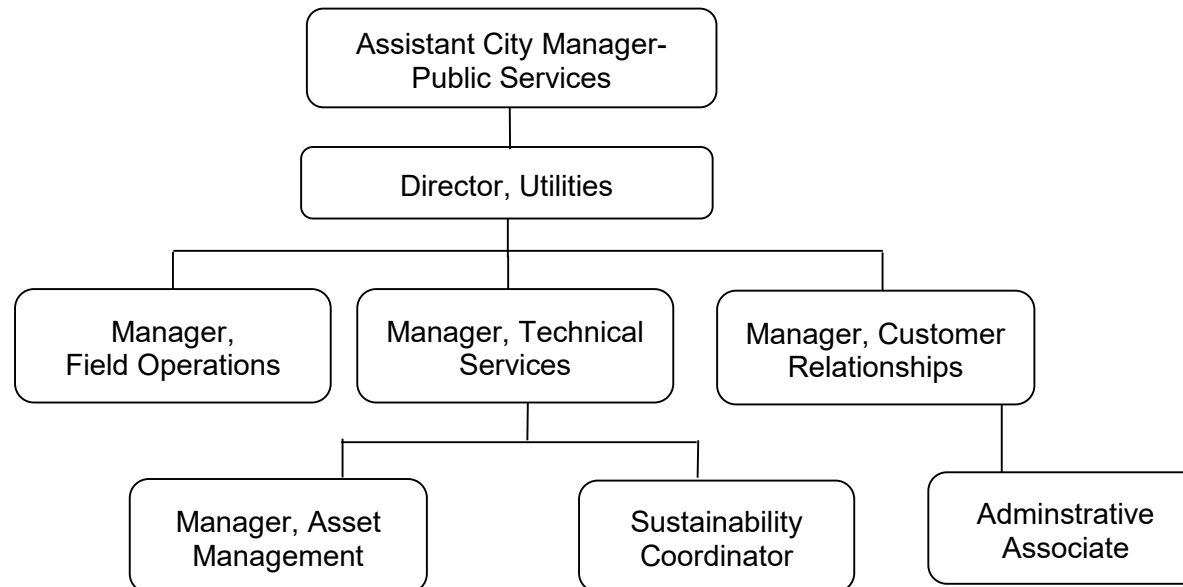 Assistant City Manager-
Public Services
Director, Utilities
Manager,
Field Operations
Manager, Technical
Services
Manager, Customer
Relationships
Manager, Asset
Management
Sustainability
Coordinator
Adminstrative
Associate